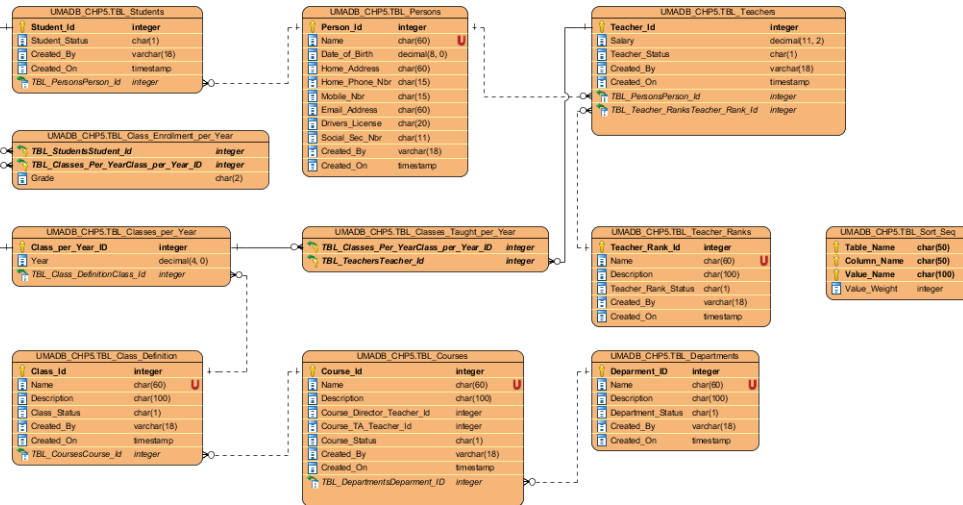 UMADB_CHP5.TBL_Students
Student_Id integer
Student_Status char(1)
Created_By varchar(18)
Created_On timestamp
TBL_PersonsPerson_Id integer
UMADB_CHP5.TBL_Persons
Person_Id integer
Name char(60) U
Date_of_Birth decimal(8, 0)
Home_Address char(60)
Home_Phone_Nbr char(15)
Mobile_Nbr char(15)
Email_Address char(60)
Drivers_License char(20)
Social_Sec_Nbr char(11)
Created_By varchar(18)
Created_On timestamp
UMADB_CHP5.TBL_Teachers
Teacher_Id integer
Salary decimal(11, 2)
Teacher_Status char(1)
Created_By varchar(18)
Created_On timestamp
TBL_PersonsPerson_Id integer
TBL_Teacher_RanksTeacher_Rank_Id integer
UMADB_CHP5.TBL_Class_Enrollment_per_Year
TBL_StudentsStudent_Id integer
TBL_Classes_Per_YearClass_per_Year_ID integer
Grade char(2)
UMADB_CHP5.TBL_Classes_per_Year
Class_per_Year_ID integer
Year decimal(4, 0)
TBL_Class_DefinitionClass_Id integer
UMADB_CHP5.TBL_Classes_Taught_per_Year
TBL_Classes_Per_YearClass_per_Year_ID integer
TBL_TeachersTeacher_Id integer
UMADB_CHP5.TBL_Teacher_Ranks
Teacher_Rank_Id integer
Name char(60) U
Description char(100)
Teacher_Rank_Status char(1)
Created_By varchar(18)
Created_On timestamp
UMADB_CHP5.TBL_Sort_Seq
Table_Name char(50)
Column_Name char(50)
Value_Name char(100)
Value_Weight integer
UMADB_CHP5.TBL_Class_Definition
Class_Id integer
Name char(60) U
Description char(100)
Class_Status char(1)
Created_By varchar(18)
Created_On timestamp
TBL_CoursesCourse_Id integer
UMADB_CHP5.TBL_Courses
Course_Id integer
Name char(60) U
Description char(100)
Course_Director_Teacher_Id integer
Course_TA_Teacher_Id integer
Course_Status char(1)
Created_By varchar(18)
Created_On timestamp
TBL_DepartmentsDeparment_ID integer
UMADB_CHP5.TBL_Departments
Deparment_ID integer
Name char(60) U
Description char(100)
Department_Status char(1)
Created_By varchar(18)
Created_On timestamp